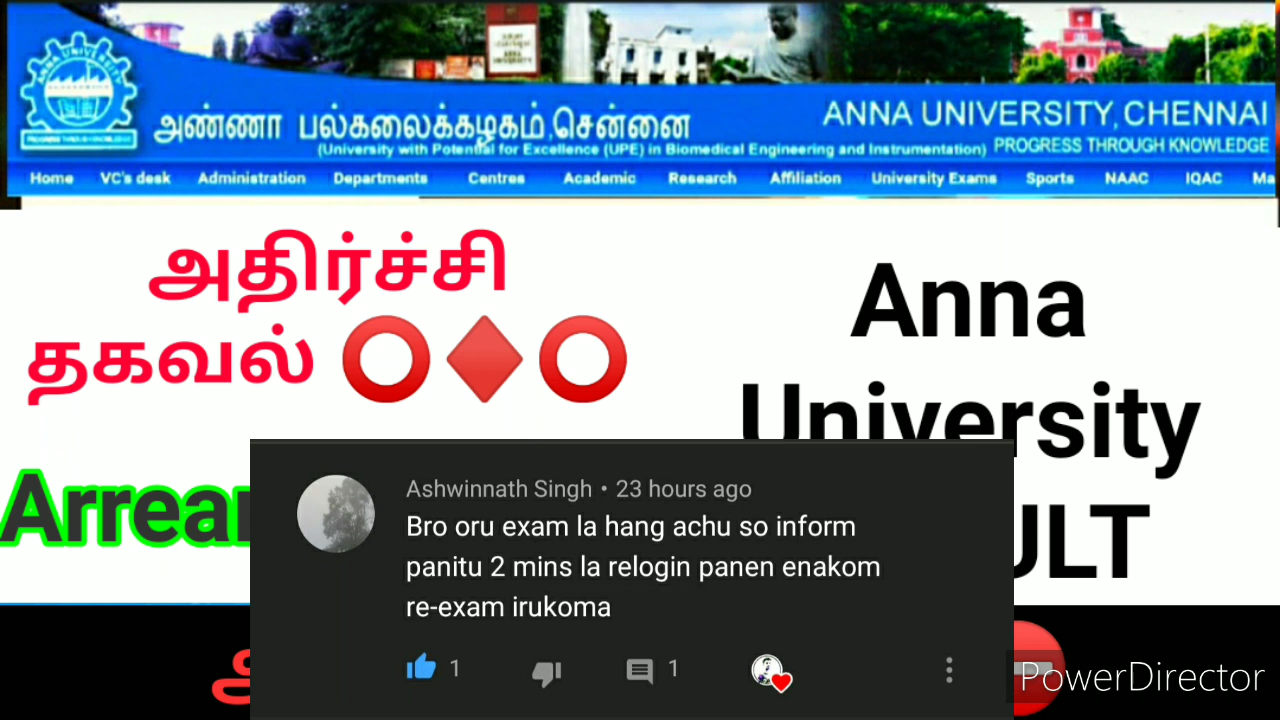 அண்ணா பல்கலைக்கழகம்,சென்னை
ANNA UNIVERSITY, CHENNAI
(University with Potential for Excellence (UPE) in Biomedical Engineering and Instrumentation)
PROGRESS THROUGH KNOWLEDGE
Home VC's desk Administration Departments Centres Academic Research Affiliation University Exams Sports NAAC IQAC
அதிர்ச்சி
தகவல்
Anna
University
Arrear
Ashwinnath Singh • 23 hours ago
Bro oru exam la hang achu so inform
panitu 2 mins la relogin panen enakom
re-exam irukoma
1 1
PowerDirector